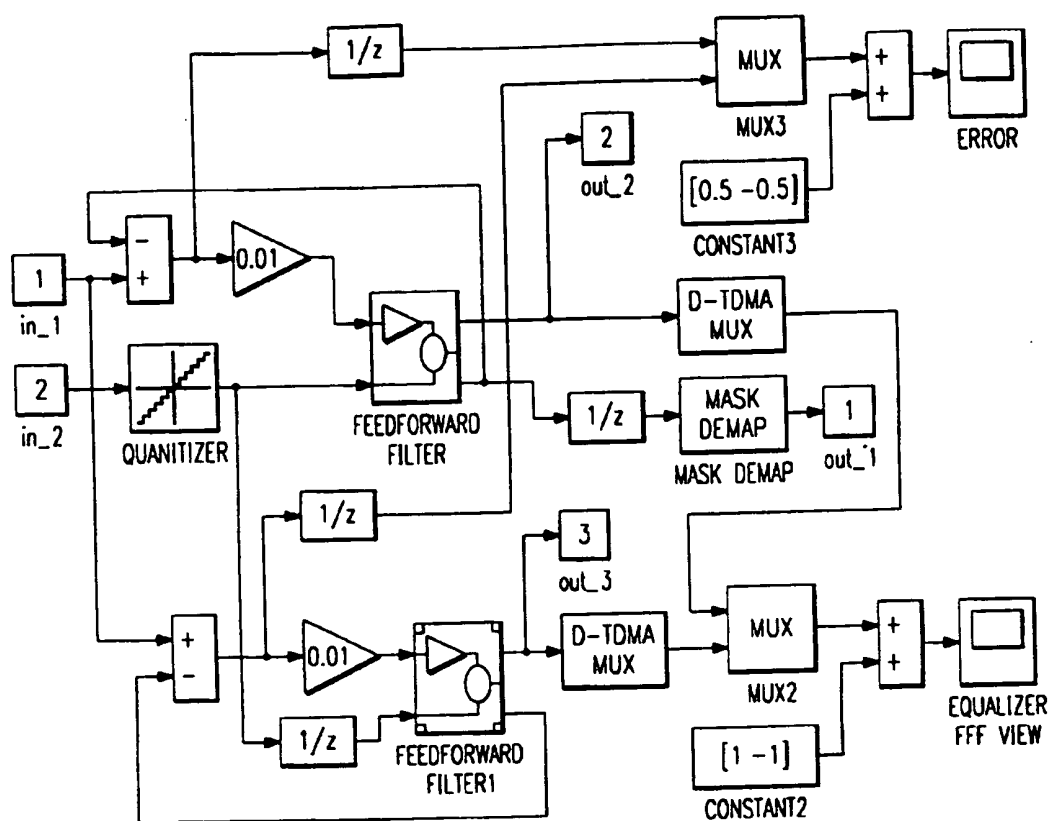 1/z
MUX
MUX3
+
+
ERROR
2
out_2
[0.5 -0.5]
CONSTANT3
-
+
0.01
1
in_1
2
in_2
QUANITIZER
FEEDFORWARD
FILTER
D-TDMA
MUX
1/z
MASK
DEMAP
MASK DEMAP
1
out_1
1/z
3
out_3
+
-
0.01
1/z
FEEDFORWARD
FILTER1
D-TDMA
MUX
MUX
MUX2
+
+
EQUALIZER
FFF VIEW
[1 -1]
CONSTANT2